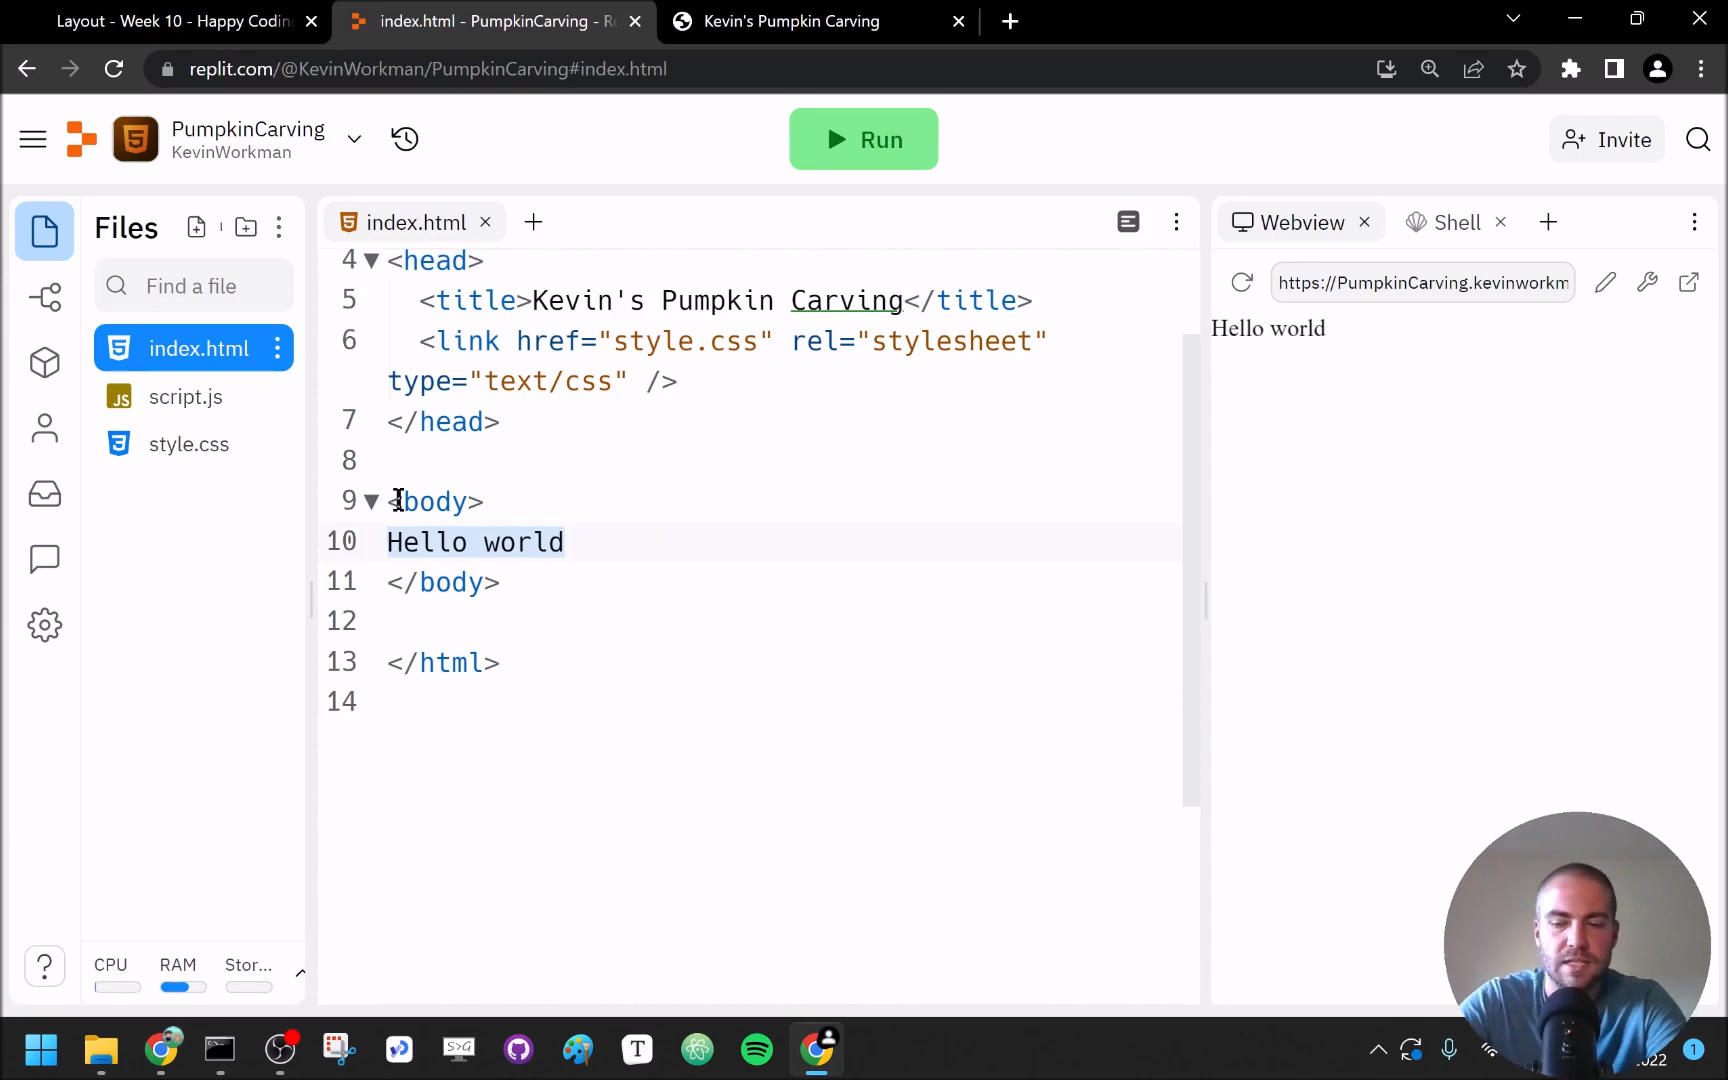 Layout - Week 10 - Happy Codin
index.html - PumpkinCarving - Re
Kevin's Pumpkin Carving
replit.com/@KevinWorkman/PumpkinCarving#index.html
PumpkinCarving
KevinWorkman
Run
Invite
Files
Find a file
index.html
script.js
style.css
CPU
RAM
Stor...
index.html
4 <head>
5 <title>Kevin's Pumpkin Carving</title>
6 <link href="style.css" rel="stylesheet"
type="text/css" />
7 </head>
8
9 <body>
10 Hello world
11 </body>
12
13 </html>
14
Webview
Shell
https://PumpkinCarving.kevinworkm
Hello world
2022
1